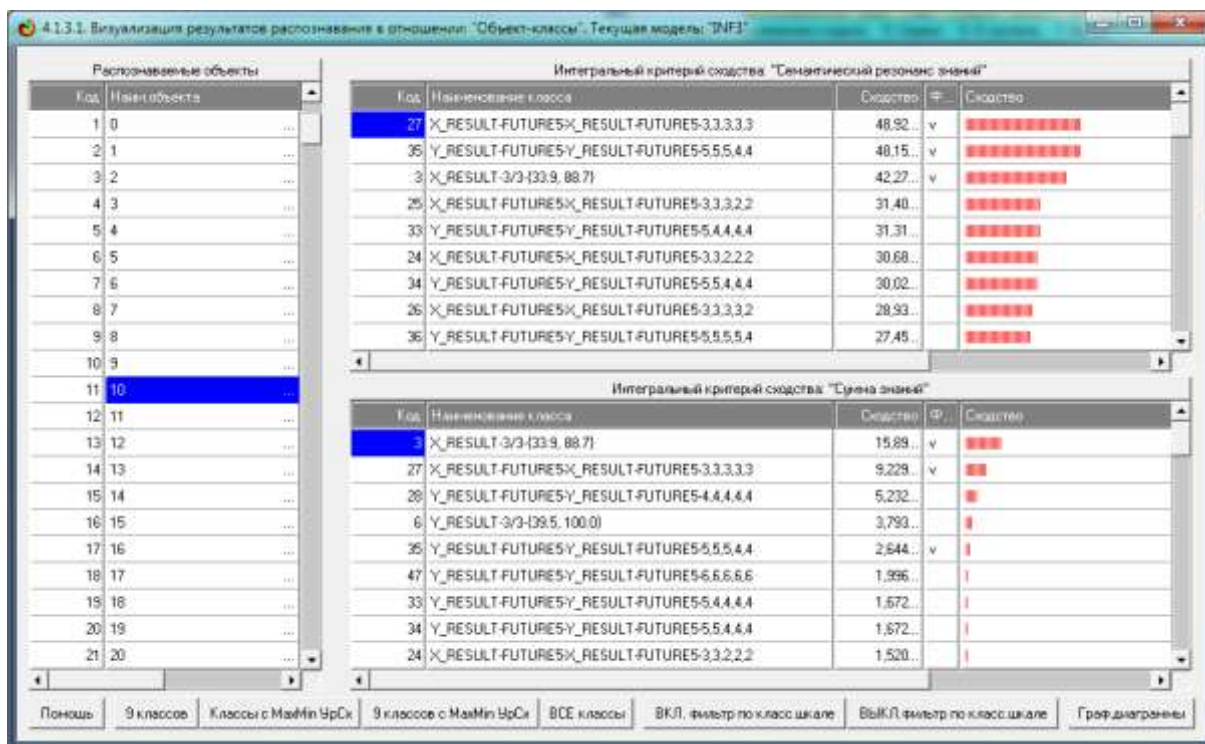 4.1.3.1. Визуализация результатов распознавания в отношении: "Объект-классы". Текущая модель: "INF3"
Распознаваемые объекты
Код Наим.объекта
1 0 ...
2 1 ...
3 2 ...
4 3 ...
5 4 ...
6 5 ...
7 6 ...
8 7 ...
9 8 ...
10 9 ...
11 10 ...
12 11 ...
13 12 ...
14 13 ...
15 14 ...
16 15 ...
17 16 ...
18 17 ...
19 18 ...
20 19 ...
21 20 ...
Интегральный критерий сходства: "Семантический резонанс знаний"
Код Наименование класса Сходство Ф... Сходство
27 X_RESULT-FUTURE5-X_RESULT-FUTURE5-3,3,3,3,3 48,92... v
35 Y_RESULT-FUTURE5-Y_RESULT-FUTURE5-5,5,5,4,4 48,15... v
3 X_RESULT-3/3-{33.9, 88.7} 42,27... v
25 X_RESULT-FUTURE5-X_RESULT-FUTURE5-3,3,3,2,2 31,40...
33 Y_RESULT-FUTURE5-Y_RESULT-FUTURE5-5,4,4,4,4 31,31...
24 X_RESULT-FUTURE5-X_RESULT-FUTURE5-3,3,2,2,2 30,68...
34 Y_RESULT-FUTURE5-Y_RESULT-FUTURE5-5,5,4,4,4 30,02...
26 X_RESULT-FUTURE5-X_RESULT-FUTURE5-3,3,3,3,2 28,93...
36 Y_RESULT-FUTURE5-Y_RESULT-FUTURE5-5,5,5,5,4 27,45...
Интегральный критерий сходства: "Сумма знаний"
Код Наименование класса Сходство Ф... Сходство
3 X_RESULT-3/3-{33.9, 88.7} 15,89... v
27 X_RESULT-FUTURE5-X_RESULT-FUTURE5-3,3,3,3,3 9,229... v
28 Y_RESULT-FUTURE5-Y_RESULT-FUTURE5-4,4,4,4,4 5,232...
6 Y_RESULT-3/3-{39.5, 100.0} 3,793...
35 Y_RESULT-FUTURE5-Y_RESULT-FUTURE5-5,5,5,4,4 2,644... v
47 Y_RESULT-FUTURE5-Y_RESULT-FUTURE5-6,6,6,6,6 1,996...
33 Y_RESULT-FUTURE5-Y_RESULT-FUTURE5-5,4,4,4,4 1,672...
34 Y_RESULT-FUTURE5-Y_RESULT-FUTURE5-5,5,4,4,4 1,672...
24 X_RESULT-FUTURE5-X_RESULT-FUTURE5-3,3,2,2,2 1,520...
Помощь 9 классов Классы с MaxMin УрСх 9 классов с MaxMin УрСх ВСЕ классы ВКЛ. фильтр по класс.шкале ВЫКЛ.фильтр по класс.шкале Граф.диаграммы